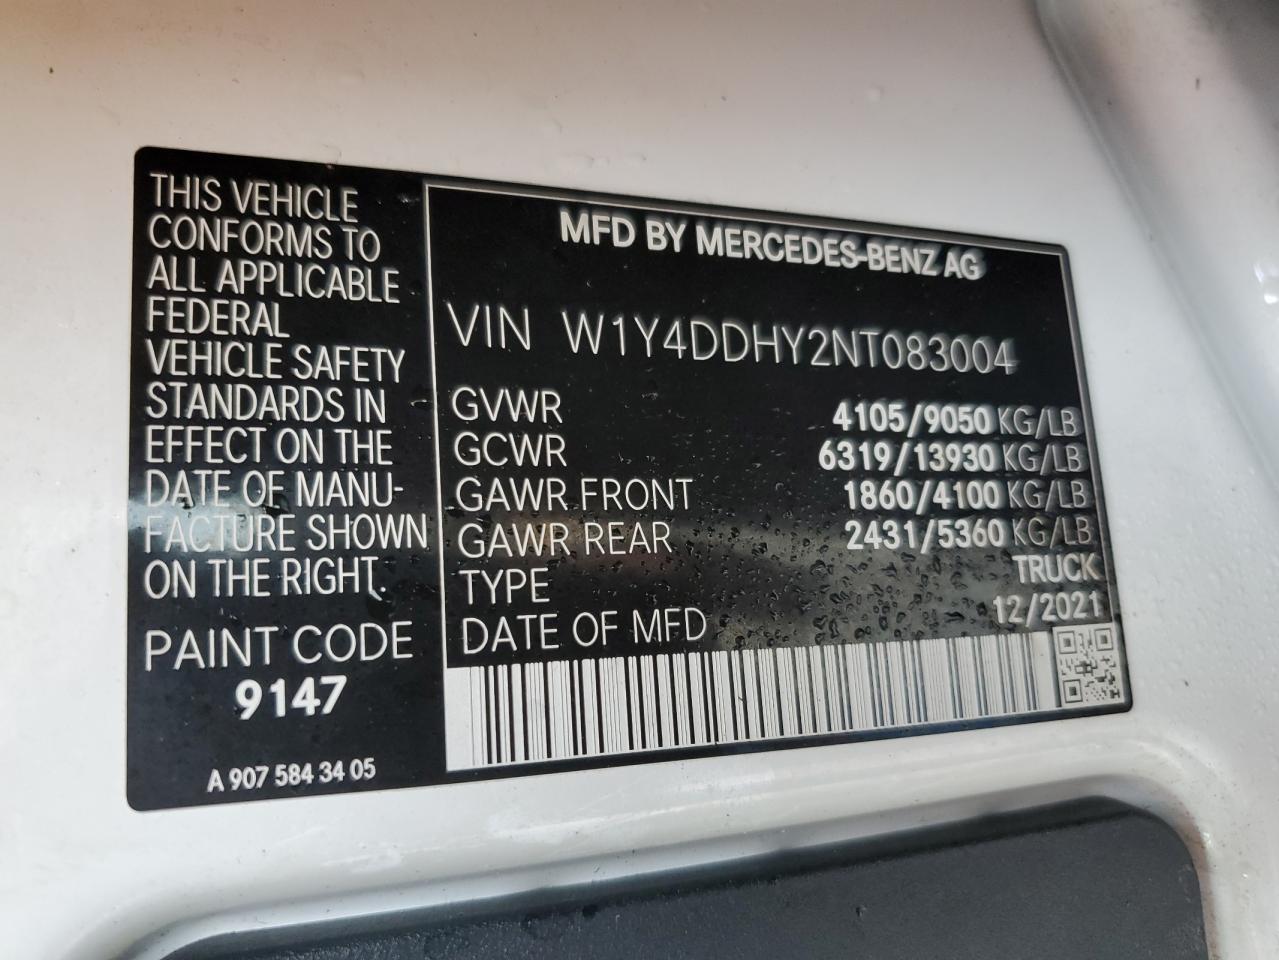 THIS VEHICLE
CONFORMS TO
ALL APPLICABLE
FEDERAL
VEHICLE SAFETY
STANDARDS IN
EFFECT ON THE
DATE OF MANU-
FACTURE SHOWN
ON THE RIGHT.
PAINT CODE
9147
A 907 584 34 05
MFD BY MERCEDES-BENZ AG
VIN W1Y4DDHY2NT083004
GVWR 4105/9050 KG/LB
GCWR 6319/13930 KG/LB
GAWR FRONT 1860/4100 KG/LB
GAWR REAR 2431/5360 KG/LB
TYPE TRUCK
DATE OF MFD 12/2021